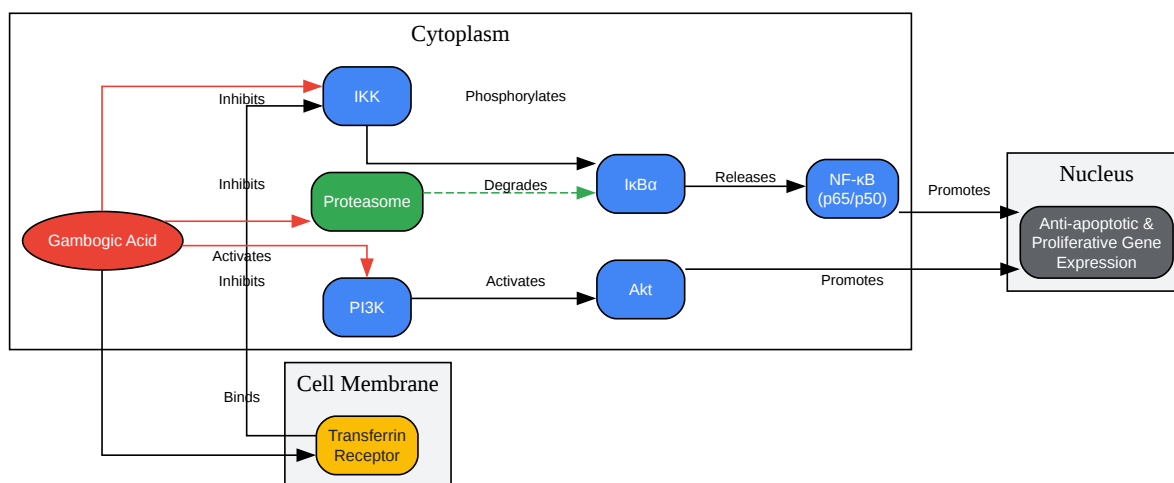 Cytoplasm
IKK
Phosphorylates
Inhibits
Inhibits
Proteasome
Degrades
IκBα
Releases
NF-κB
(p65/p50)
Promotes
Nucleus
Anti-apoptotic &
Proliferative Gene
Expression
Gambogic Acid
Activates
Inhibits
PI3K
Activates
Akt
Promotes
Cell Membrane
Binds
Transferrin
Receptor